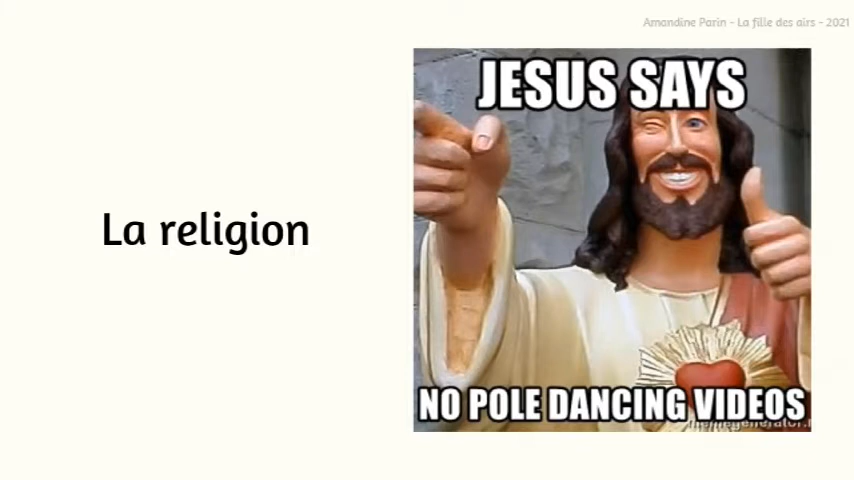 Amandine Parin - La fille des airs - 2021
JESUS SAYS
La religion
NO POLE DANCING VIDEOS